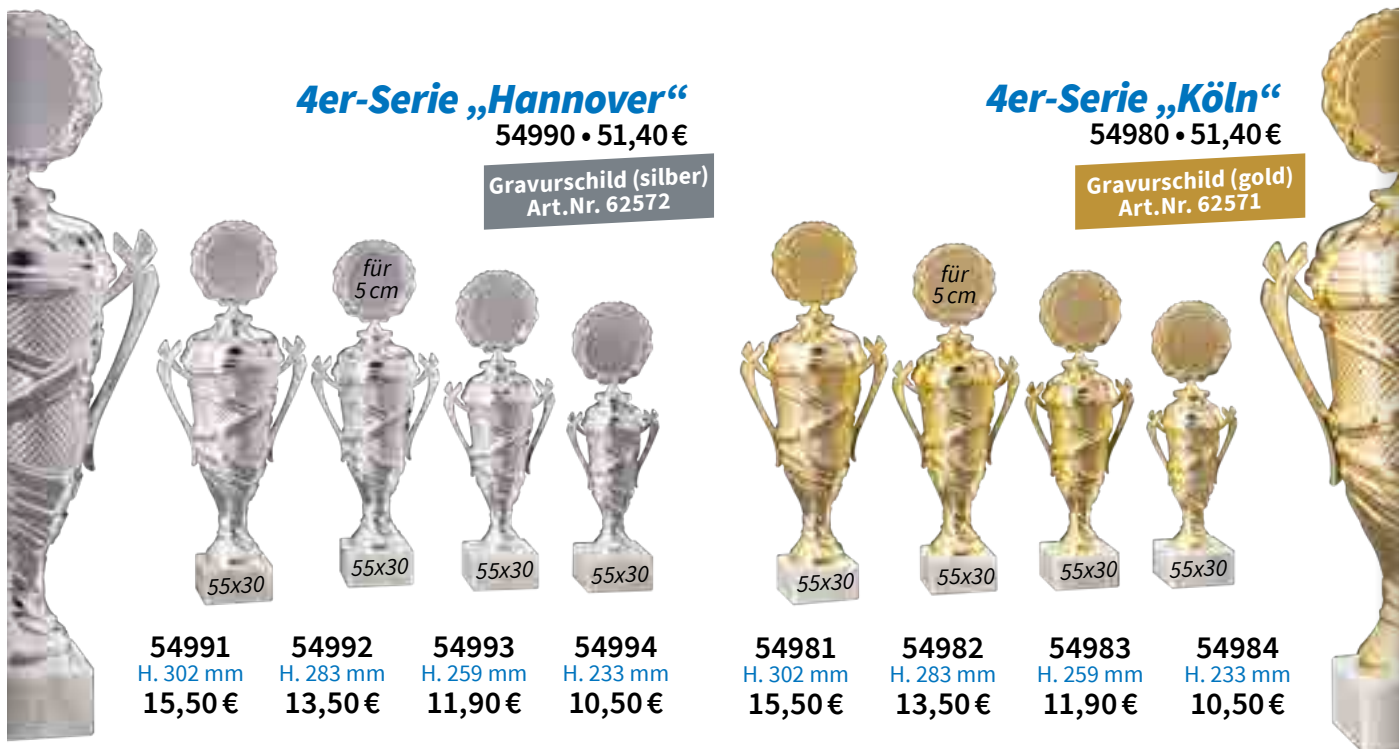 4er-Serie „Hannover“
54990 • 51,40 €
Gravurschild (silber)
Art.Nr. 62572
für
5 cm
55x30
55x30
55x30
55x30
54991
H. 302 mm
15,50 €
54992
H. 283 mm
13,50 €
54993
H. 259 mm
11,90 €
54994
H. 233 mm
10,50 €
4er-Serie „Köln“
54980 • 51,40 €
Gravurschild (gold)
Art.Nr. 62571
für
5 cm
55x30
55x30
55x30
55x30
54981
H. 302 mm
15,50 €
54982
H. 283 mm
13,50 €
54983
H. 259 mm
11,90 €
54984
H. 233 mm
10,50 €